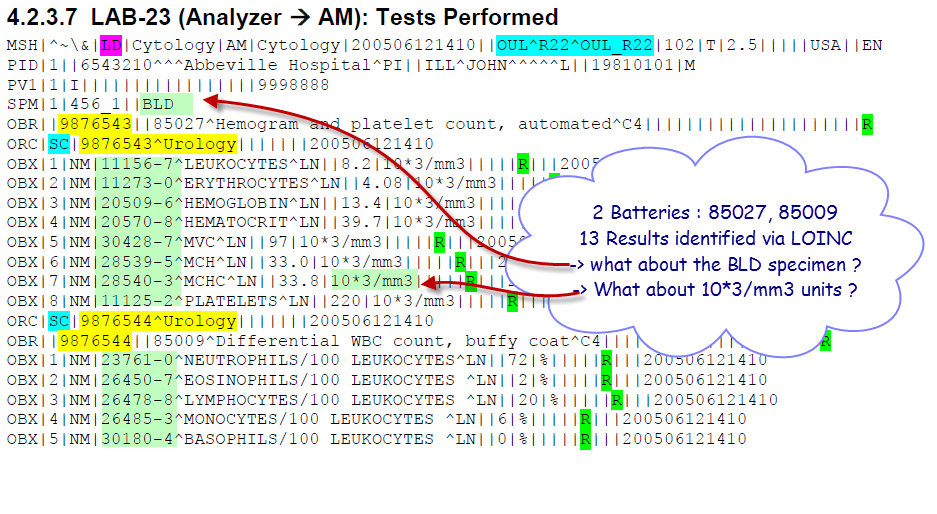 4.2.3.7 LAB-23 (Analyzer → AM): Tests Performed
MSH|^~\&|LD|Cytology|AM|Cytology|200506121410||OUL^R22^OUL_R22|102|T|2.5|||||USA||EN
PID|1||6543210^^^Abbeville Hospital^PI||ILL^JOHN^^^^^L||19810101|M
PV1|1|I|||||||||||||||||9998888
SPM|1|456_1||BLD
OBR||9876543||85027^Hemogram and platelet count, automated^C4|||||||||||||||||||||R
ORC|SC|9876543^Urology|||||||200506121410
OBX|1|NM|11156-7^LEUKOCYTES^LN||8.2|10*3/mm3|||||R|||2005
OBX|2|NM|11273-0^ERYTHROCYTES^LN||4.08|10*3/mm3|||||
OBX|3|NM|20509-6^HEMOGLOBIN^LN||13.4|10*3/mm3||||
OBX|4|NM|20570-8^HEMATOCRIT^LN||39.7|10*3/mm3||||
OBX|5|NM|30428-7^MVC^LN||97|10*3/mm3|||||R|||2005
OBX|6|NM|28539-5^MCH^LN||33.0|10*3/mm3|||||R|||2
OBX|7|NM|28540-3^MCHC^LN||33.8|10*3/mm3|||||R|||2
OBX|8|NM|11125-2^PLATELETS^LN||220|10*3/mm3|||||R|||
ORC|SC|9876544^Urology|||||||200506121410
OBR||9876544||85009^Differential WBC count, buffy coat^C4|||||||||||||||||||||R
OBX|1|NM|23761-0^NEUTROPHILS/100 LEUKOCYTES^LN||72|%|||||R|||200506121410
OBX|2|NM|26450-7^EOSINOPHILS/100 LEUKOCYTES ^LN||2|%|||||R|||200506121410
OBX|3|NM|26478-8^LYMPHOCYTES/100 LEUKOCYTES ^LN||20|%|||||R|||200506121410
OBX|4|NM|26485-3^MONOCYTES/100 LEUKOCYTES ^LN||6|%|||||R|||200506121410
OBX|5|NM|30180-4^BASOPHILS/100 LEUKOCYTES ^LN||0|%|||||R|||200506121410
2 Batteries : 85027, 85009
13 Results identified via LOINC
-> what about the BLD specimen ?
-> What about 10*3/mm3 units ?